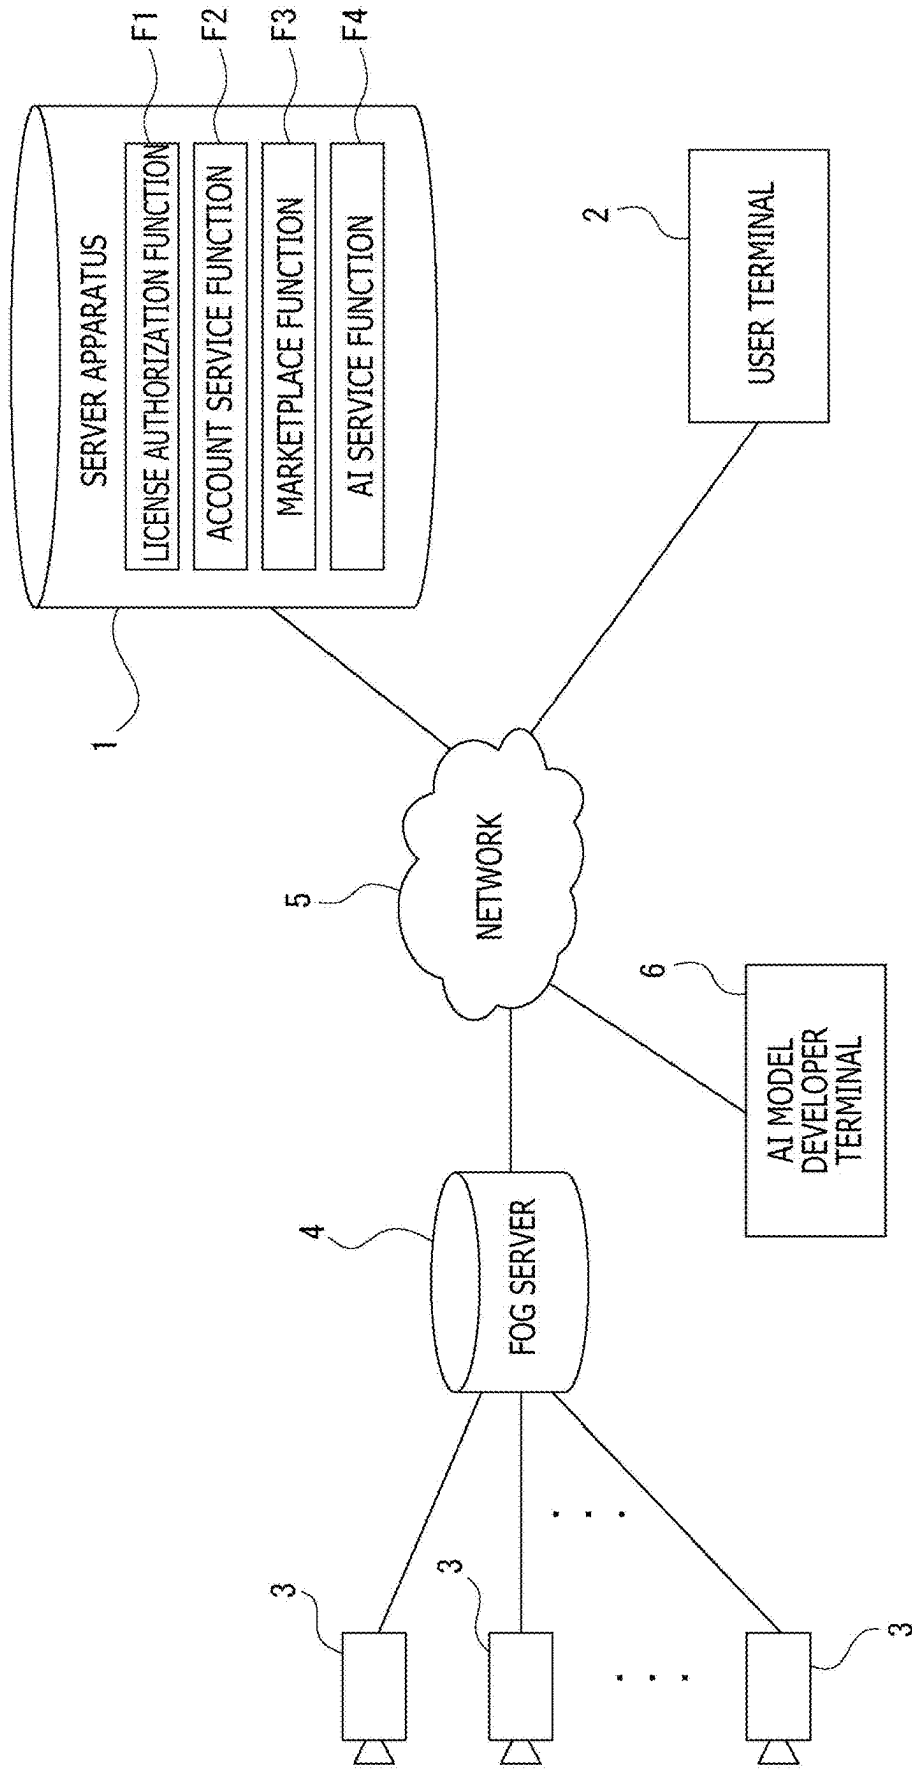 1
SERVER APPARATUS
LICENSE AUTHORIZATION FUNCTION
F1
ACCOUNT SERVICE FUNCTION
F2
MARKETPLACE FUNCTION
F3
AI SERVICE FUNCTION
F4
5
NETWORK
2
USER TERMINAL
4
FOG SERVER
6
AI MODEL
DEVELOPER
TERMINAL
3
3
3